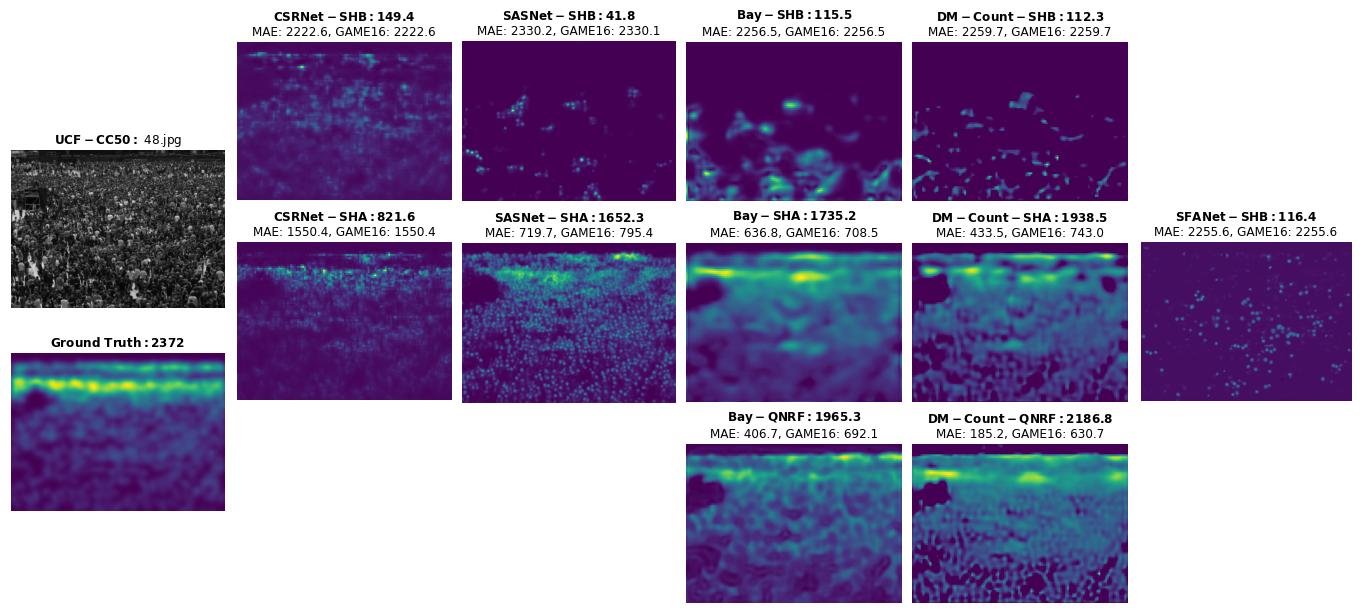 CSRNet − SHB : 149.4
MAE: 2222.6, GAME16: 2222.6
SASNet − SHB : 41.8
MAE: 2330.2, GAME16: 2330.1
Bay − SHB : 115.5
MAE: 2256.5, GAME16: 2256.5
DM − Count − SHB : 112.3
MAE: 2259.7, GAME16: 2259.7
UCF − CC50 : 48.jpg
CSRNet − SHA : 821.6
MAE: 1550.4, GAME16: 1550.4
SASNet − SHA : 1652.3
MAE: 719.7, GAME16: 795.4
Bay − SHA : 1735.2
MAE: 636.8, GAME16: 708.5
DM − Count − SHA : 1938.5
MAE: 433.5, GAME16: 743.0
SFANet − SHB : 116.4
MAE: 2255.6, GAME16: 2255.6
Ground Truth : 2372
Bay − QNRF : 1965.3
MAE: 406.7, GAME16: 692.1
DM − Count − QNRF : 2186.8
MAE: 185.2, GAME16: 630.7